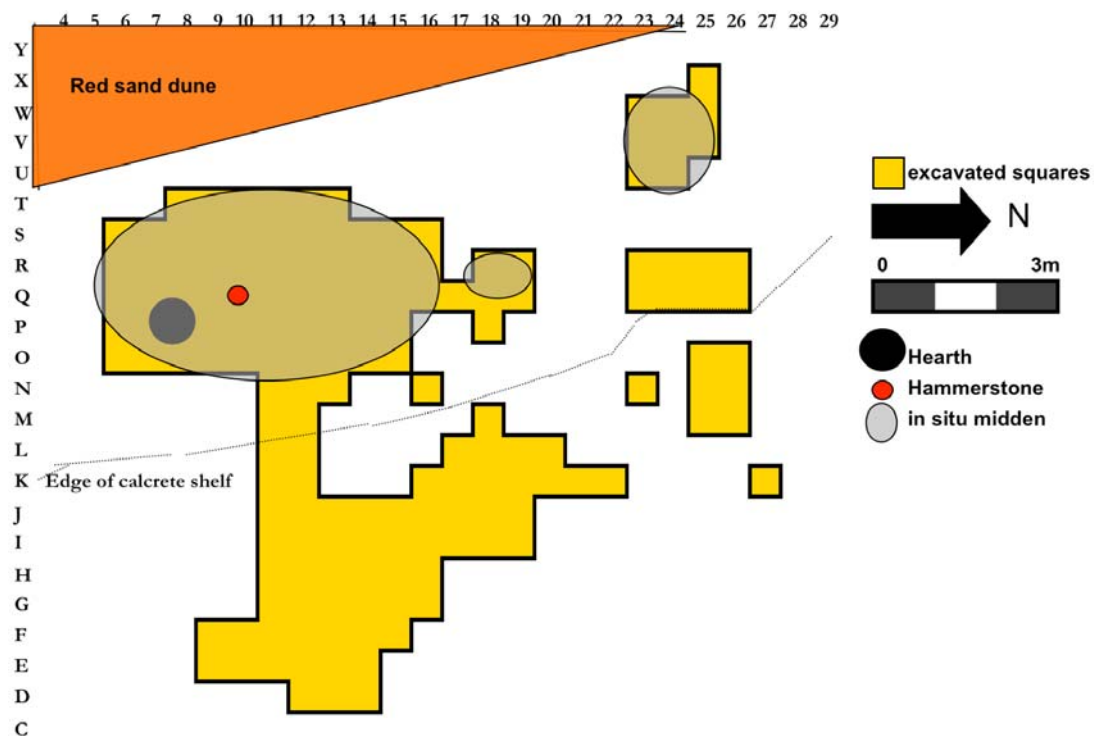 4 5 6 7 8 9 10 11 12 13 14 15 16 17 18 19 20 21 22 23 24 25 26 27 28 29
Y
X
Red sand dune
W
V
U
excavated squares
T
N
S
R
0 3m
Q
P
O
Hearth
N
Hammerstone
M
in situ midden
L
K Edge of calcrete shelf
J
I
H
G
F
E
D
C